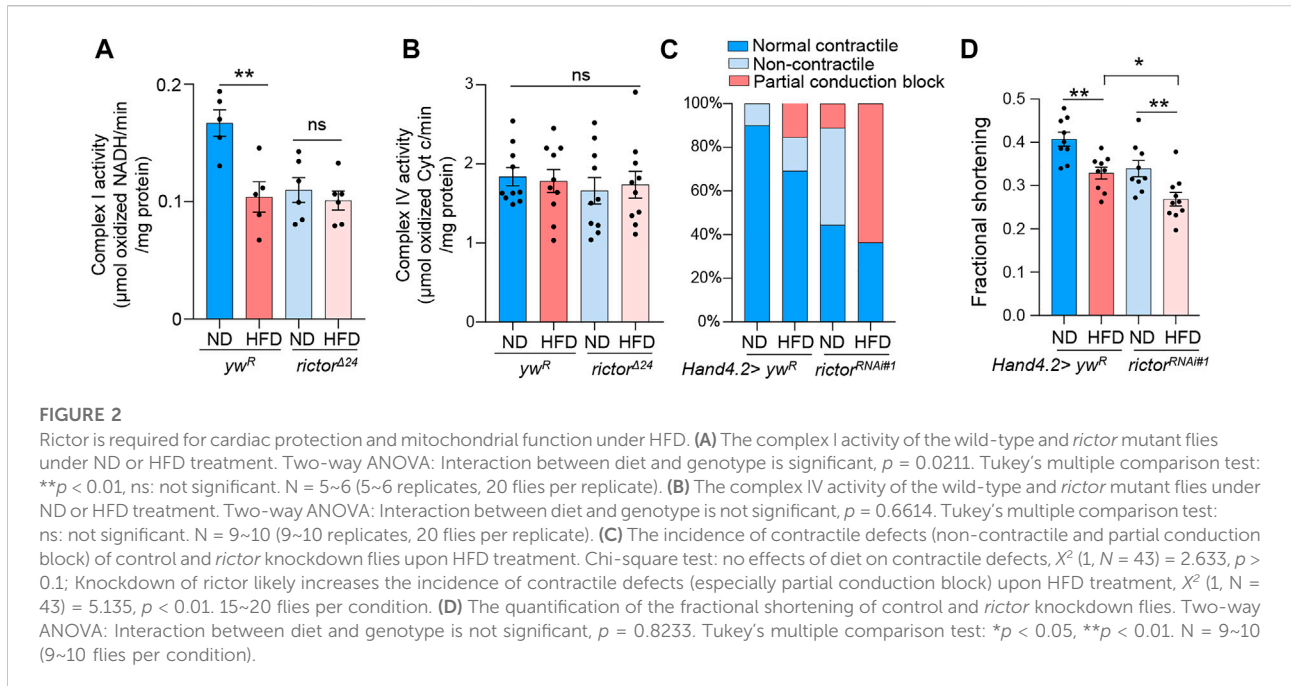 A
Complex I activity
(µmol oxidized NADH/min
/mg protein)
0.2
0.1
0
**
ns
ND HFD ND HFD
ywR rictorΔ24
B
Complex IV activity
(µmol oxidized Cyt c/min
/mg protein)
3
2
1
0
ns
ND HFD ND HFD
ywR rictorΔ24
C
Normal contractile
Non-contractile
Partial conduction block
100%
80%
60%
40%
20%
0%
ND HFD ND HFD
Hand4.2> ywR rictorRNAi#1
D
Fractional shortening
0.5
0.4
0.3
0.2
0.1
0.0
*
**
**
ND HFD ND HFD
Hand4.2> ywR rictorRNAi#1
FIGURE 2
Rictor is required for cardiac protection and mitochondrial function under HFD. (A) The complex I activity of the wild-type and rictor mutant flies
under ND or HFD treatment. Two-way ANOVA: Interaction between diet and genotype is significant, p = 0.0211. Tukey's multiple comparison test:
**p < 0.01, ns: not significant. N = 5~6 (5~6 replicates, 20 flies per replicate). (B) The complex IV activity of the wild-type and rictor mutant flies under
ND or HFD treatment. Two-way ANOVA: Interaction between diet and genotype is not significant, p = 0.6614. Tukey's multiple comparison test:
ns: not significant. N = 9~10 (9~10 replicates, 20 flies per replicate). (C) The incidence of contractile defects (non-contractile and partial conduction
block) of control and rictor knockdown flies upon HFD treatment. Chi-square test: no effects of diet on contractile defects, X² (1, N = 43) = 2.633, p >
0.1; Knockdown of rictor likely increases the incidence of contractile defects (especially partial conduction block) upon HFD treatment, X² (1, N =
43) = 5.135, p < 0.01. 15~20 flies per condition. (D) The quantification of the fractional shortening of control and rictor knockdown flies. Two-way
ANOVA: Interaction between diet and genotype is not significant, p = 0.8233. Tukey's multiple comparison test: *p < 0.05, **p < 0.01. N = 9~10
(9~10 flies per condition).